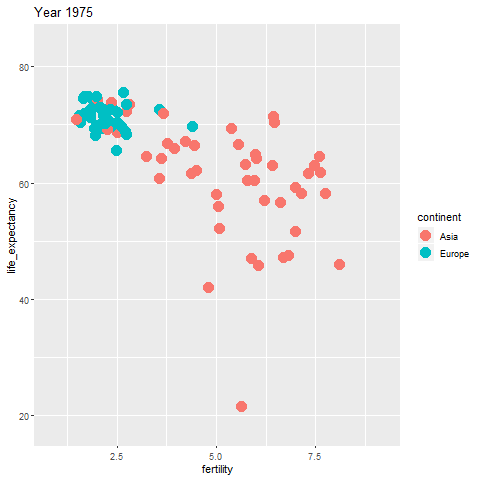 Year 1975
life_expectancy
80
60
40
20
2.5 5.0 7.5
fertility
continent
Asia
Europe